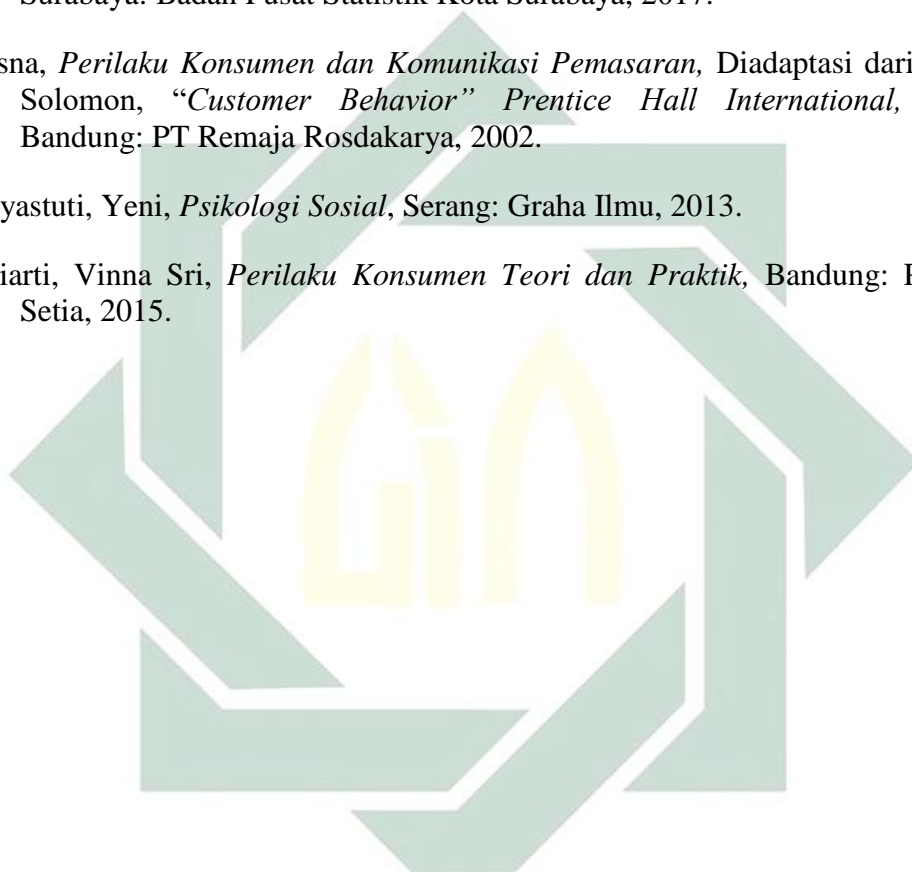 Surabaya: Badan Pusat Statistik Kota Surabaya, 2017.
sna, Perilaku Konsumen dan Komunikasi Pemasaran, Diadaptasi dari
Solomon, “Customer Behavior” Prentice Hall International,
Bandung: PT Remaja Rosdakarya, 2002.
yastuti, Yeni, Psikologi Sosial, Serang: Graha Ilmu, 2013.
iarti, Vinna Sri, Perilaku Konsumen Teori dan Praktik, Bandung:
Setia, 2015.